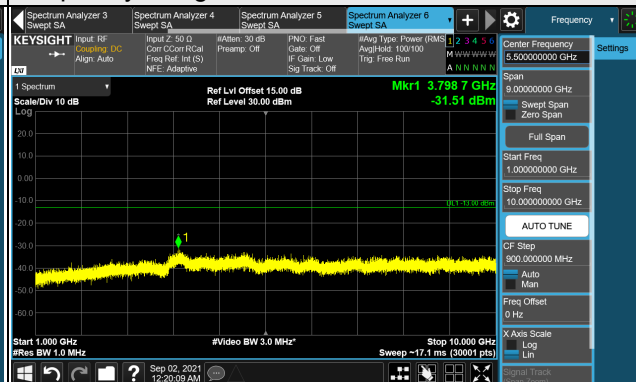 Spectrum Analyzer 3
Swept SA
Spectrum Analyzer 4
Swept SA
Spectrum Analyzer 5
Swept SA
Spectrum Analyzer 6
Swept SA
Frequency
KEYSIGHT
Input: RF
Coupling: DC
Align: Auto
Input Z: 50 Ω
Corr CCorr RCal
Freq Ref: Int (S)
NFE: Adaptive
#Atten: 30 dB
Preamp: Off
PNO: Fast
Gate: Off
IF Gain: Low
Sig Track: Off
#Avg Type: Power (RMS
Avg|Hold: 100/100
Trig: Free Run
1 2 3 4 5 6
M W W W W W
A N N N N N
LXI
1 Spectrum
Scale/Div 10 dB
Log
Ref Lvl Offset 15.00 dB
Ref Level 30.00 dBm
Mkr1 3.798 7 GHz
-31.51 dBm
20.0
10.0
0.00
-10.0
-20.0
-30.0
-40.0
-50.0
-60.0
DL1 -13.00 dBm
1
Start 1.000 GHz
#Res BW 1.0 MHz
#Video BW 3.0 MHz*
Stop 10.000 GHz
Sweep ~17.1 ms (30001 pts)
Center Frequency
5.500000000 GHz
Settings
Span
9.00000000 GHz
Swept Span
Zero Span
Full Span
Start Freq
1.000000000 GHz
Stop Freq
10.000000000 GHz
AUTO TUNE
CF Step
900.000000 MHz
Auto
Man
Freq Offset
0 Hz
X Axis Scale
Log
Lin
Signal Track
Sep 02, 2021
12:20:09 AM